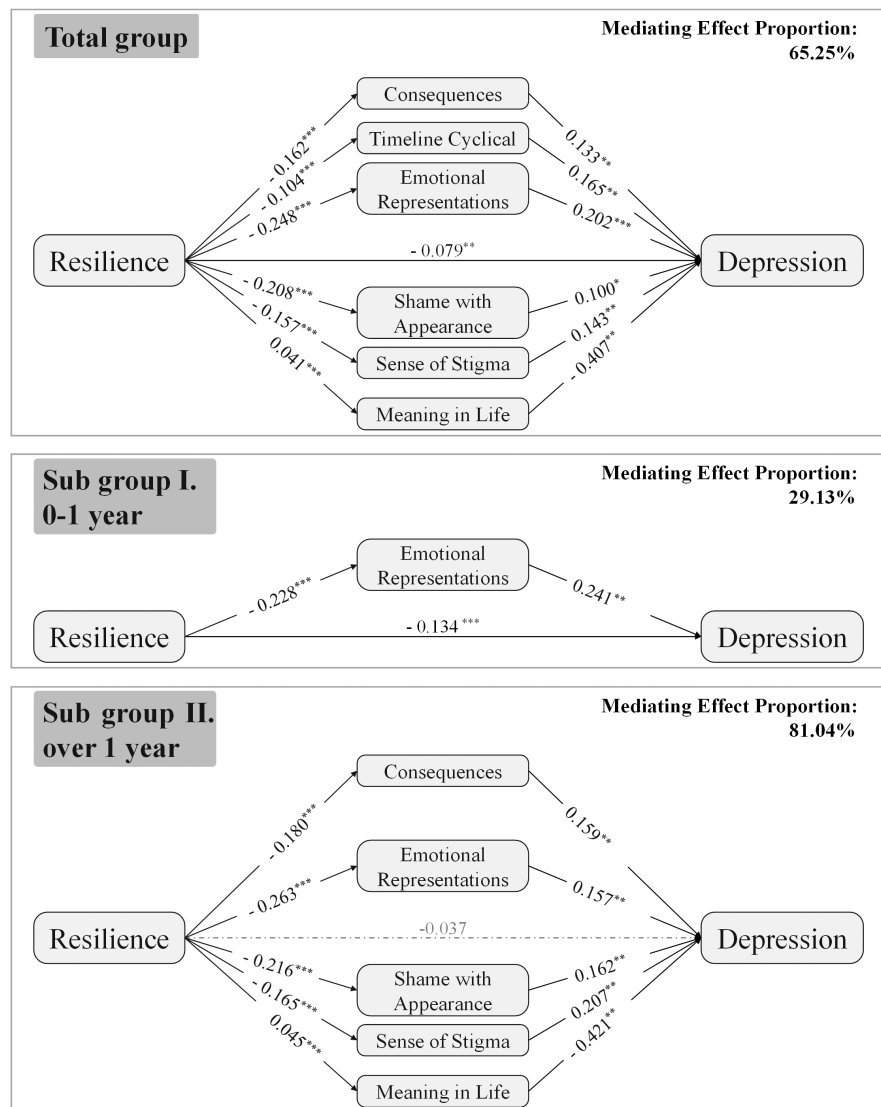 Total group
Mediating Effect Proportion:
65.25%
Consequences
Timeline Cyclical
Emotional
Representations
- 0.162***
- 0.104***
- 0.248***
0.133**
0.165**
0.202***
Resilience
- 0.079**
Depression
- 0.208***
- 0.157***
0.041***
Shame with
Appearance
Sense of Stigma
Meaning in Life
0.100*
0.143**
- 0.407**
Sub group I.
0-1 year
Mediating Effect Proportion:
29.13%
Emotional
Representations
- 0.228***
0.241**
Resilience
- 0.134***
Depression
Sub group II.
over 1 year
Mediating Effect Proportion:
81.04%
Consequences
- 0.180***
0.159**
Emotional
Representations
- 0.263***
0.157**
Resilience
-0.037
Depression
- 0.216***
- 0.165***
0.045***
Shame with
Appearance
Sense of Stigma
Meaning in Life
0.162**
0.207**
- 0.421**